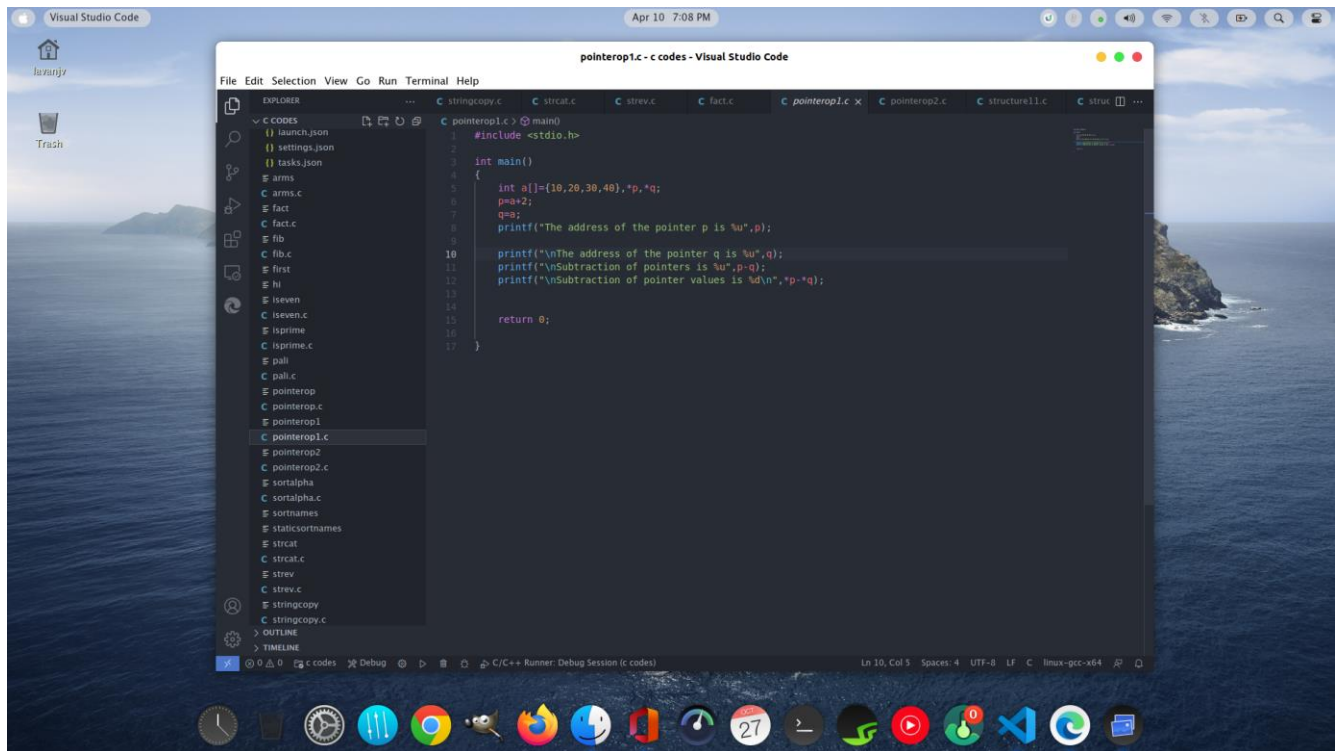 Visual Studio Code
Apr 10 7:08 PM
lavanjv
Trash
pointerop1.c - c codes - Visual Studio Code
File Edit Selection View Go Run Terminal Help
EXPLORER ...
C CODES
{} launch.json
{} settings.json
{} tasks.json
arms
C arms.c
fact
C fact.c
fib
C fib.c
first
hi
iseven
C iseven.c
isprime
C isprime.c
pali
C pali.c
pointerop
C pointerop.c
pointerop1
C pointerop1.c
pointerop2
C pointerop2.c
sortalpha
C sortalpha.c
sortnames
staticsortnames
strcat
C strcat.c
strev
C strev.c
stringcopy
C stringcopy.c
OUTLINE
TIMELINE
C stringcopy.c C strcat.c C strev.c C fact.c C pointerop1.c × C pointerop2.c C structure11.c C struc ...
C pointerop1.c > main()
1 #include <stdio.h>
2
3 int main()
4 {
5 int a[]={10,20,30,40},*p,*q;
6 p=a+2;
7 q=a;
8 printf("The address of the pointer p is %u",p);
9
10 printf("\nThe address of the pointer q is %u",q);
11 printf("\nSubtraction of pointers is %u",p-q);
12 printf("\nSubtraction of pointer values is %d\n",*p-*q);
13
14
15 return 0;
16
17 }
0 0 c codes Debug C/C++ Runner: Debug Session (c codes) Ln 10, Col 5 Spaces: 4 UTF-8 LF C linux-gcc-x64
27
0